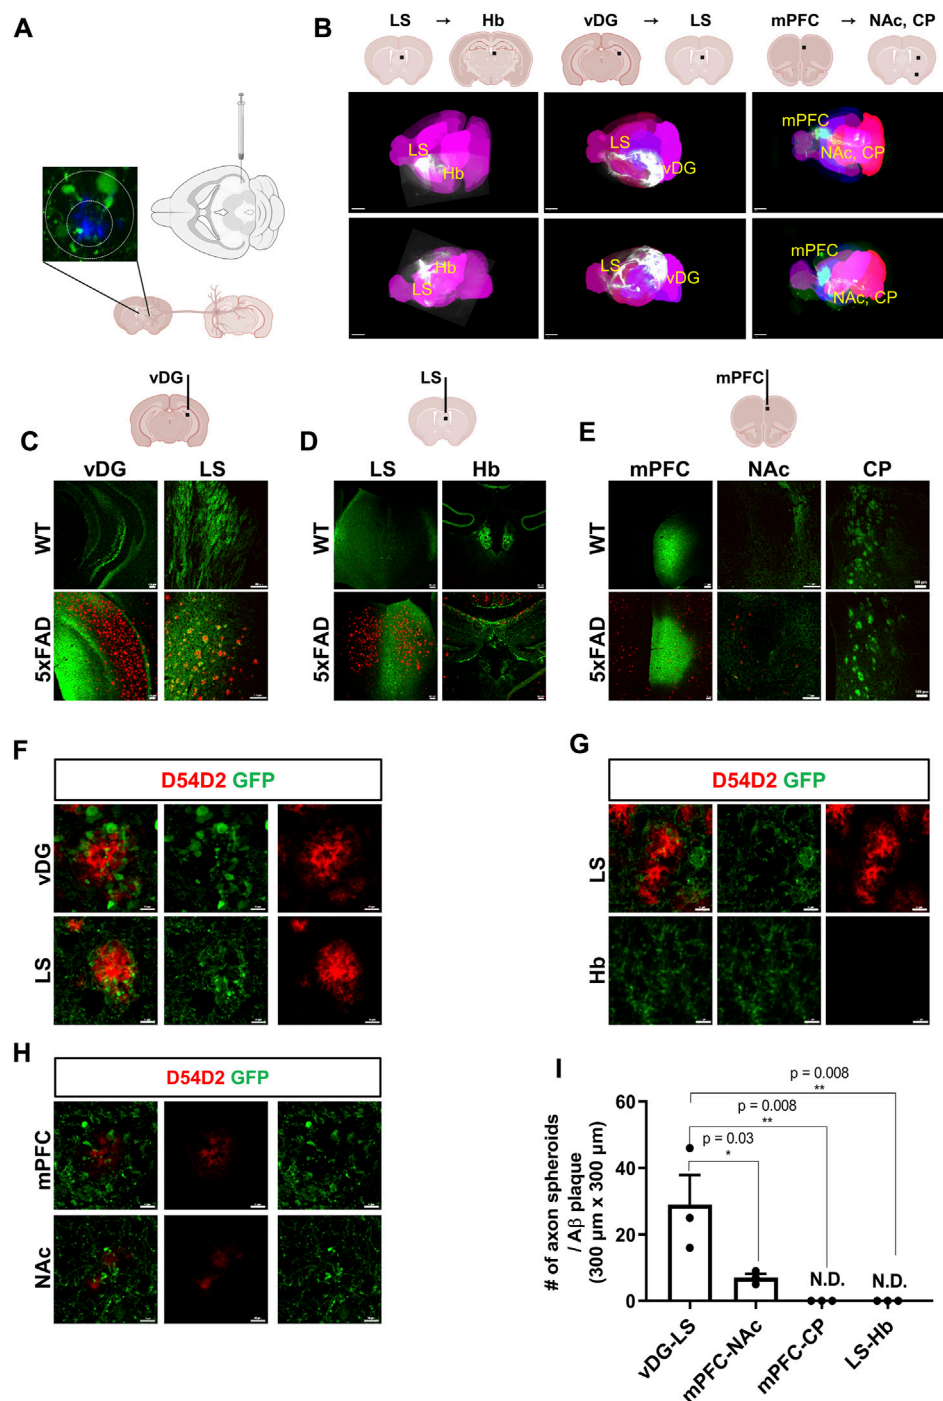 A
B
LS → Hb
vDG → LS
mPFC → NAc, CP
LS
Hb
LS
vDG
mPFC
NAc, CP
Hb
LS
LS
vDG
mPFC
NAc, CP
vDG
LS
mPFC
C
D
E
vDG LS
LS Hb
mPFC NAc CP
WT
WT
WT
100 µm
5xFAD
5xFAD
5xFAD
100 µm
F
D54D2 GFP
vDG
LS
G
D54D2 GFP
LS
Hb
H
D54D2 GFP
mPFC
NAc
I
p = 0.008
**
p = 0.008
**
p = 0.03
*
# of axon spheroids
/ Aβ plaque
(300 µm x 300 µm)
60
40
20
0
N.D.
N.D.
vDG-LS
mPFC-NAc
mPFC-CP
LS-Hb